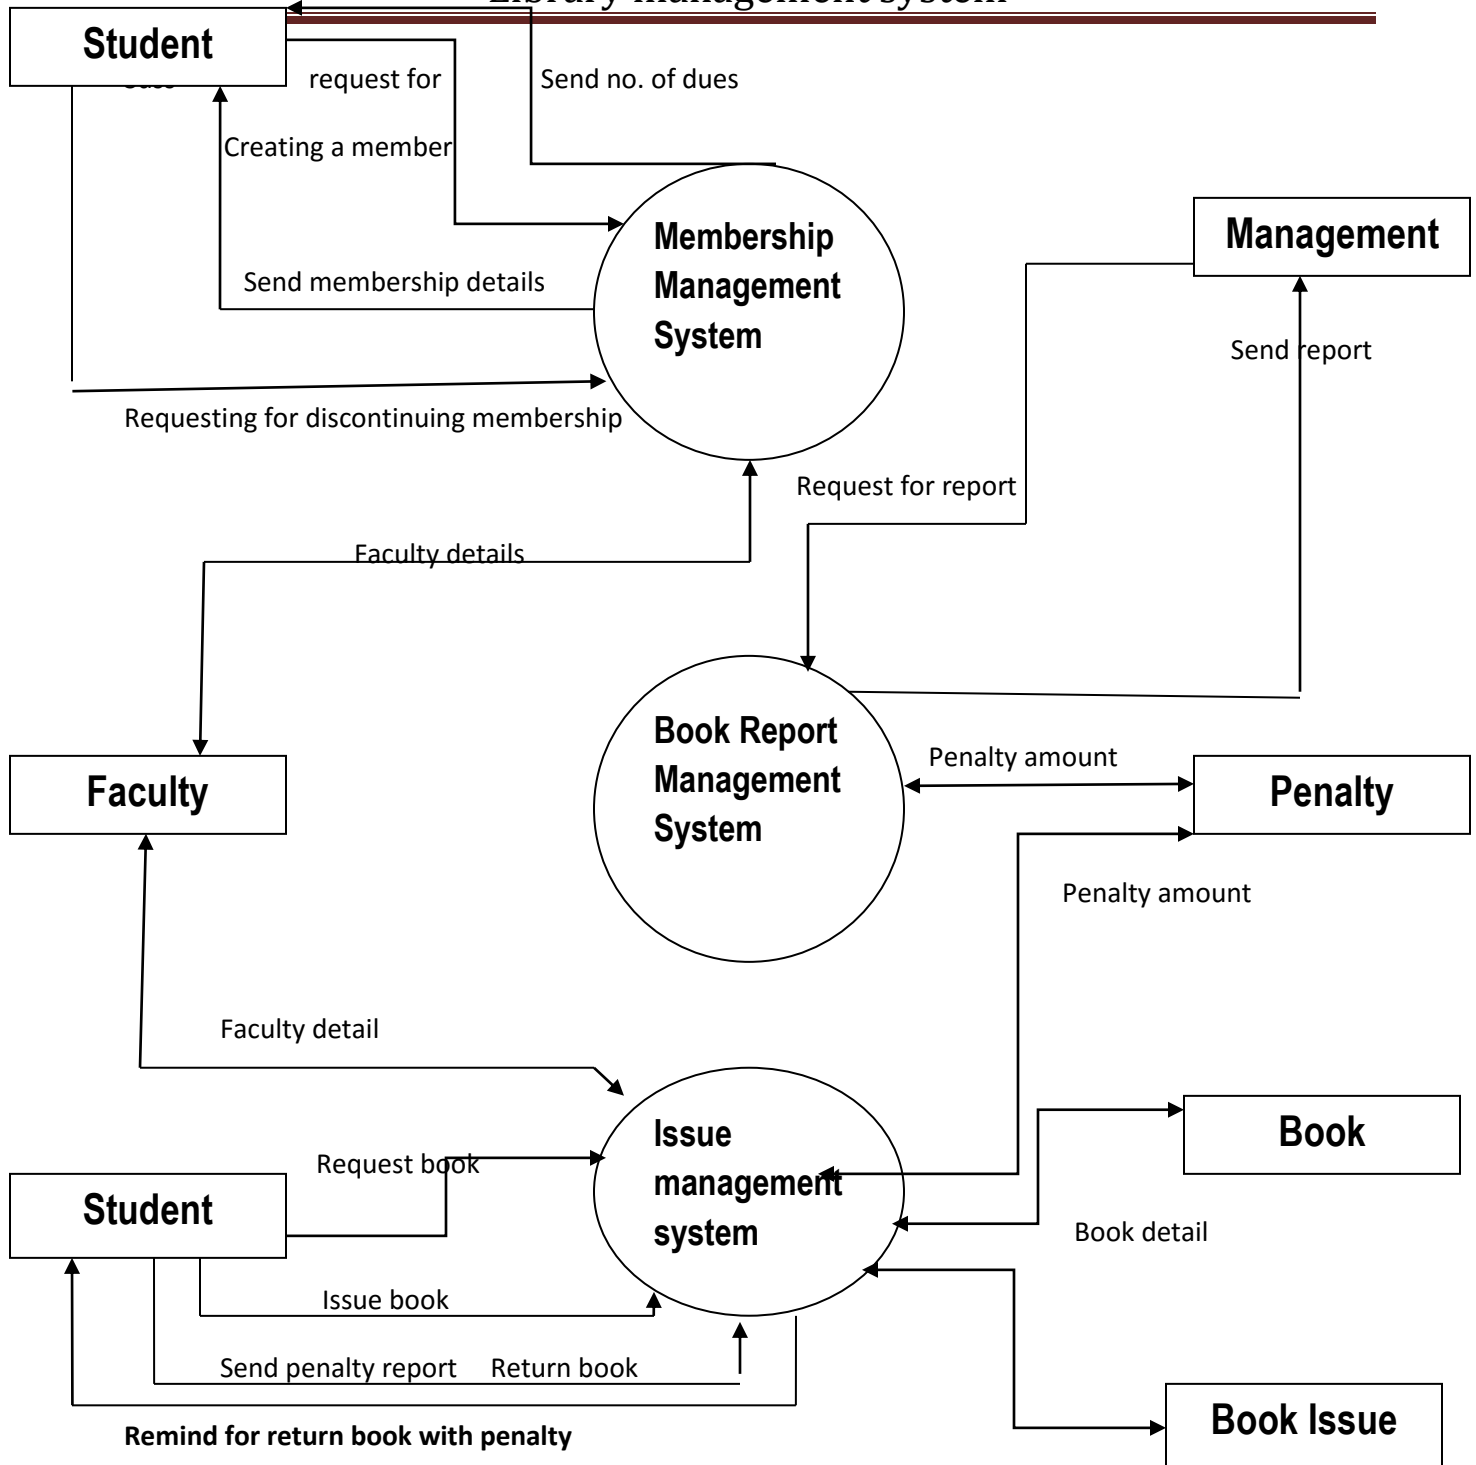 Library management system
Student
request for
Send no. of dues
Creating a member
Membership
Management
System
Management
Send membership details
Send report
Requesting for discontinuing membership
Request for report
Faculty details
Book Report
Management
System
Penalty amount
Faculty
Penalty
Penalty amount
Faculty detail
Issue
management
system
Book
Request book
Student
Book detail
Issue book
Send penalty report Return book
Book Issue
Remind for return book with penalty